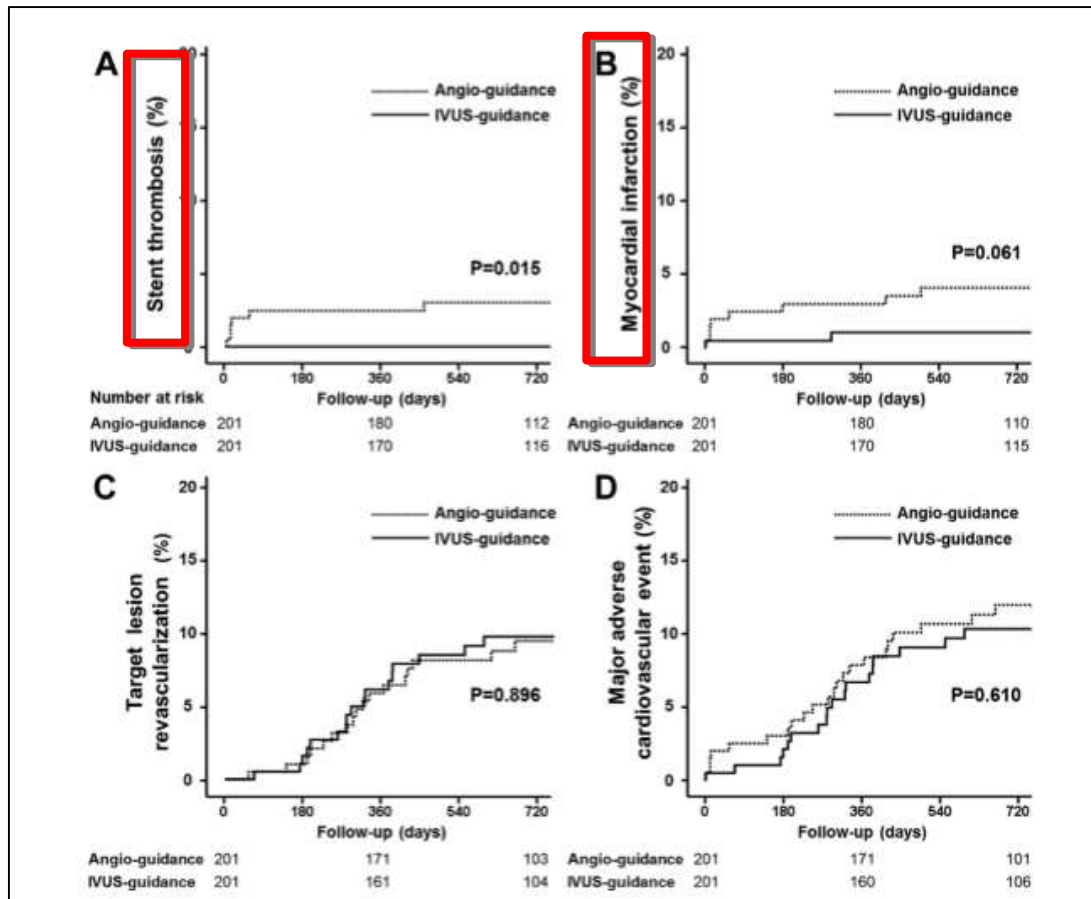 A
Stent thrombosis (%)
Angio-guidance
IVUS-guidance
P=0.015
0 180 360 540 720
Number at risk
Follow-up (days)
Angio-guidance 201 180 112
IVUS-guidance 201 170 116
B
Myocardial infarction (%)
20
15
10
5
0
Angio-guidance
IVUS-guidance
P=0.061
0 180 360 540 720
Follow-up (days)
Angio-guidance 201 180 110
IVUS-guidance 201 170 115
C
Target lesion
revascularization (%)
20
15
10
5
0
Angio-guidance
IVUS-guidance
P=0.896
0 180 360 540 720
Follow-up (days)
Angio-guidance 201 171 103
IVUS-guidance 201 161 104
D
Major adverse
cardiovascular event (%)
20
15
10
5
0
Angio-guidance
IVUS-guidance
P=0.610
0 180 360 540 720
Follow-up (days)
Angio-guidance 201 171 101
IVUS-guidance 201 160 106